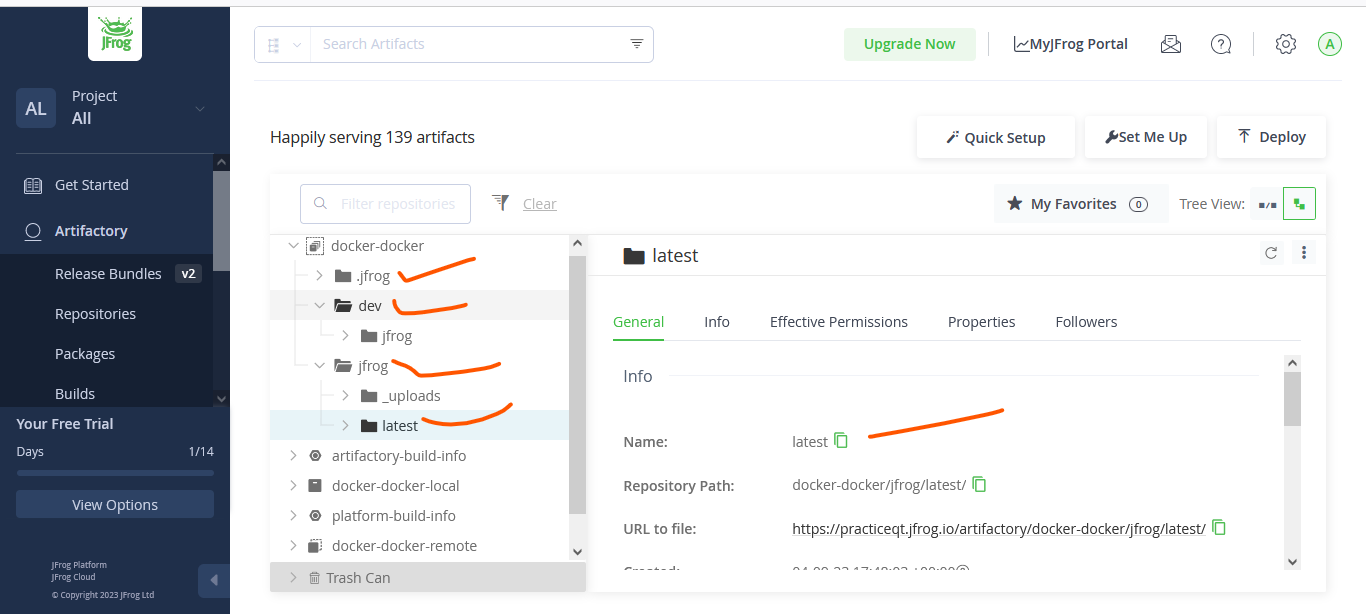 JFrog
AL
Project
All
Get Started
Artifactory
Release Bundles v2
Repositories
Packages
Builds
Your Free Trial
Days 1/14
View Options
JFrog Platform
JFrog Cloud
© Copyright 2023 JFrog Ltd
Search Artifacts
Upgrade Now
MyJFrog Portal
?
A
Happily serving 139 artifacts
Quick Setup
Set Me Up
Deploy
Filter repositories
Clear
My Favorites 0
Tree View:
docker-docker
.jfrog
dev
jfrog
jfrog
_uploads
latest
artifactory-build-info
docker-docker-local
platform-build-info
docker-docker-remote
Trash Can
latest
General Info Effective Permissions Properties Followers
Info
Name: latest
Repository Path: docker-docker/jfrog/latest/
URL to file: https://practiceqt.jfrog.io/artifactory/docker-docker/jfrog/latest/
Created: